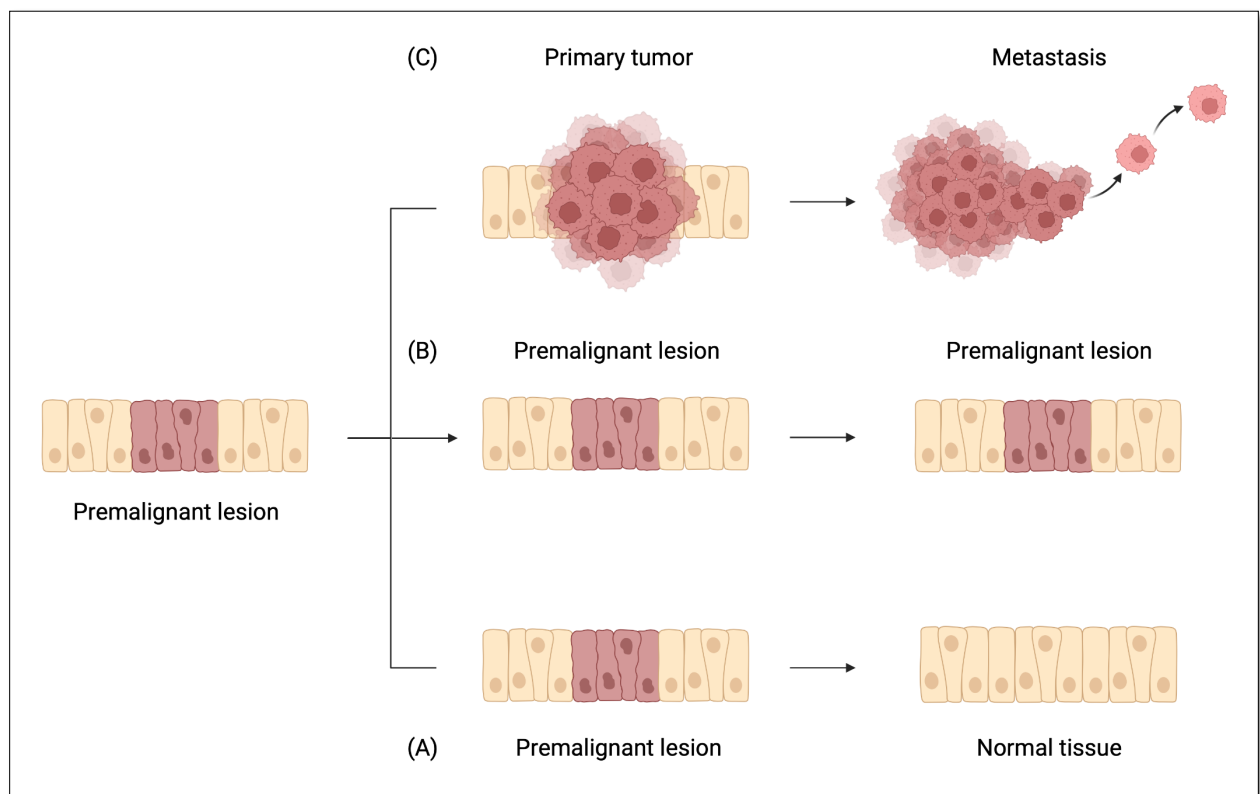 (C)
Primary tumor
Metastasis
(B)
Premalignant lesion
Premalignant lesion
Premalignant lesion
(A)
Premalignant lesion
Normal tissue